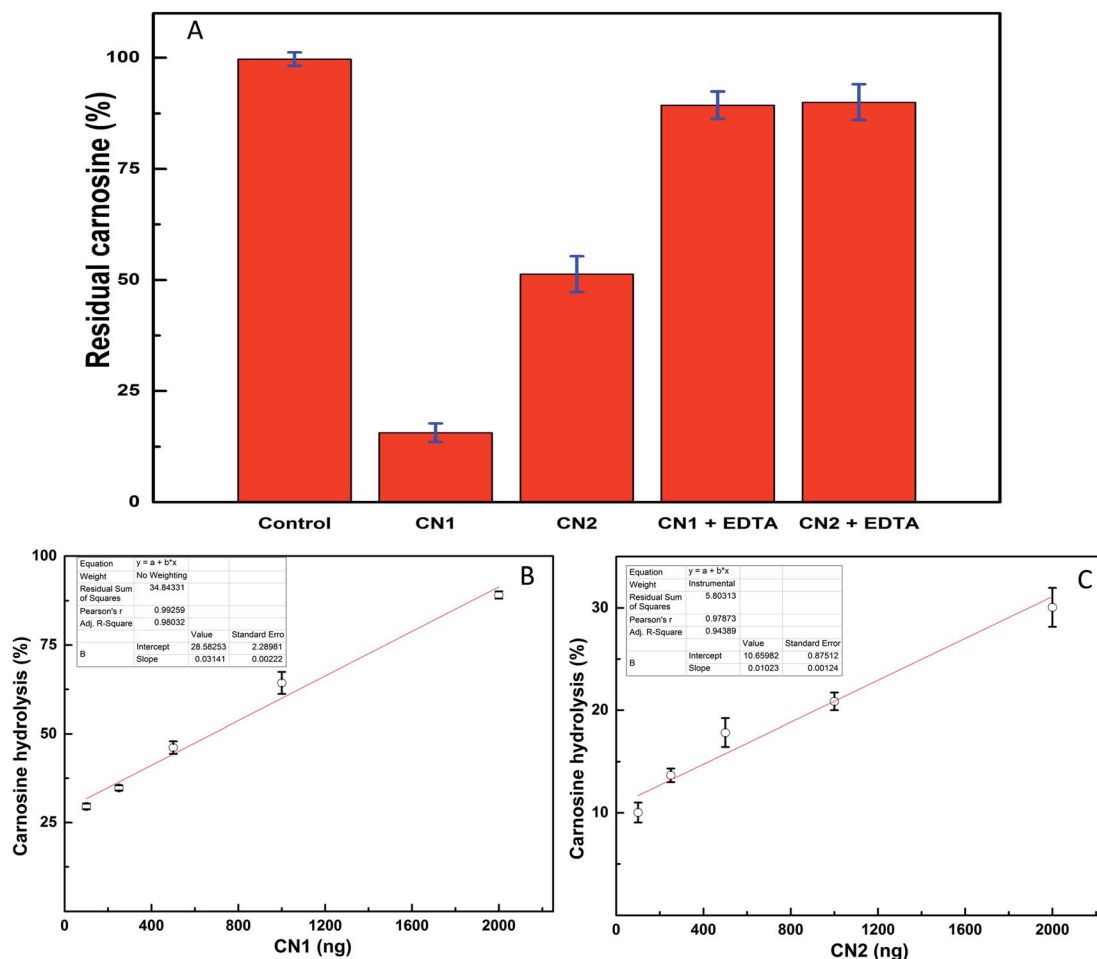 A
Residual carnosine (%)
100
75
50
25
0
Control CN1 CN2 CN1 + EDTA CN2 + EDTA
B
Carnosine hydrolysis (%)
100
75
50
25
Equation y = a + b*x
Weight No Weighting
Residual Sum
of Squares 34.84331
Pearson's r 0.99259
Adj. R-Square 0.98032
Value Standard Erro
B Intercept 28.58253 2.28981
Slope 0.03141 0.00222
0 400 800 1200 1600 2000
CN1 (ng)
C
Carnosine hydrolysis (%)
30
20
10
Equation y = a + b*x
Weight Instrumental
Residual Sum
of Squares 5.80313
Pearson's r 0.97873
Adj. R-Square 0.94389
Value Standard Error
B Intercept 10.65982 0.87512
Slope 0.01023 0.00124
0 400 800 1200 1600 2000
CN2 (ng)